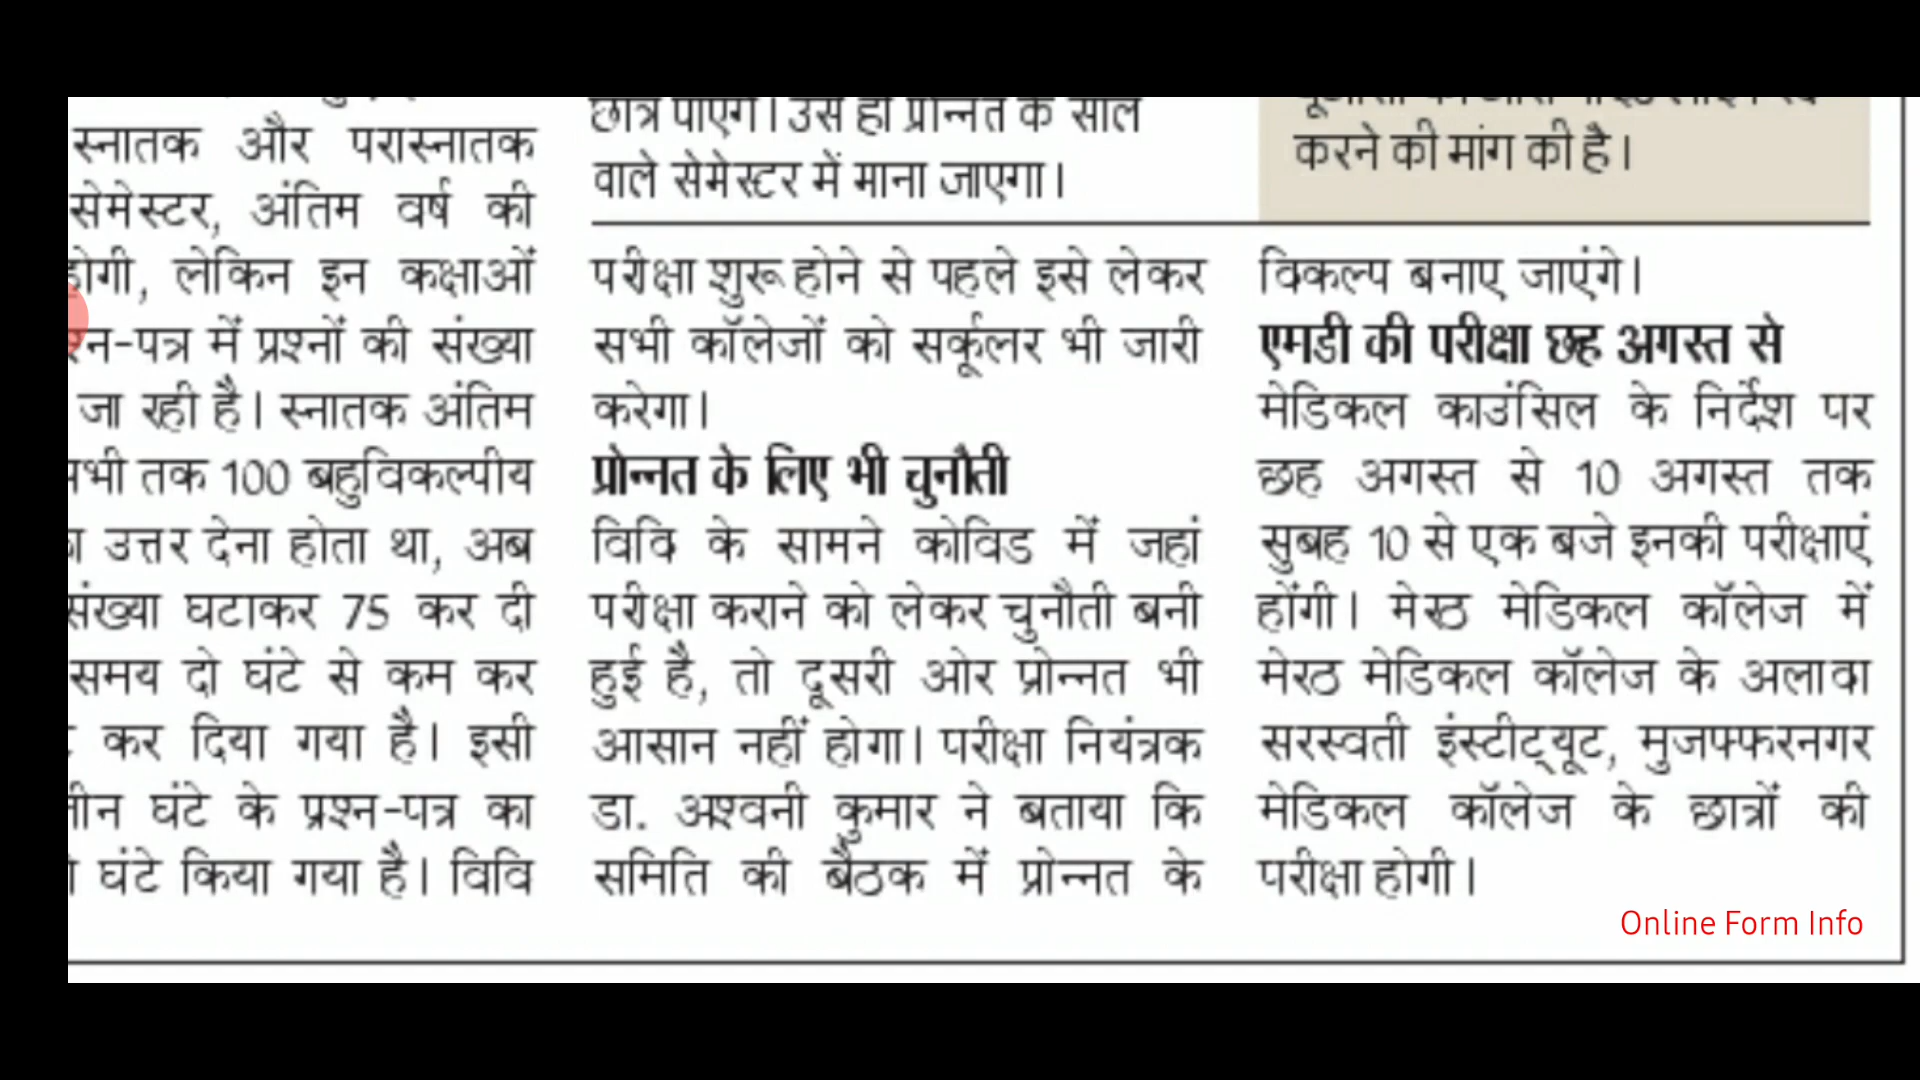 स्नातक और परास्नातक
सेमेस्टर, अंतिम वर्ष की
होगी, लेकिन इन कक्षाओं
प्रश्न-पत्र में प्रश्नों की संख्या
जा रही है। स्नातक अंतिम
तक 100 बहुविकल्पीय
उत्तर देना होता था, अब
संख्या घटाकर 75 कर दी
समय दो घंटे से कम कर
कर दिया गया है। इसी
तीन घंटे के प्रश्न-पत्र का
घंटे किया गया है। विवि
छात्र पाएंगे। उसे ही प्रोन्नत के साल
वाले सेमेस्टर में माना जाएगा।
परीक्षा शुरू होने से पहले इसे लेकर
सभी कॉलेजों को सर्कुलर भी जारी
करेगा।
प्रोन्नत के लिए भी चुनौती
विवि के सामने कोविड में जहां
परीक्षा कराने को लेकर चुनौती बनी
हुई है, तो दूसरी ओर प्रोन्नत भी
आसान नहीं होगा। परीक्षा नियंत्रक
डा. अश्वनी कुमार ने बताया कि
समिति की बैठक में प्रोन्नत के
करने की मांग की है।
विकल्प बनाए जाएंगे।
एमडी की परीक्षा छह अगस्त से
मेडिकल काउंसिल के निर्देश पर
छह अगस्त से 10 अगस्त तक
सुबह 10 से एक बजे इनकी परीक्षाएं
होंगी। मेरठ मेडिकल कॉलेज में
मेरठ मेडिकल कॉलेज के अलावा
सरस्वती इंस्टीट्यूट, मुजफ्फरनगर
मेडिकल कॉलेज के छात्रों की
परीक्षा होगी।
Online Form Info